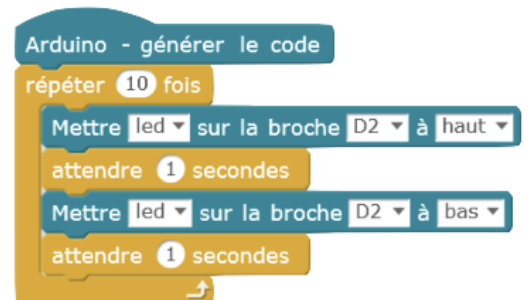 Arduino - générer le code
répéter 10 fois
Mettre led sur la broche D2 à haut
attendre 1 secondes
Mettre led sur la broche D2 à bas
attendre 1 secondes